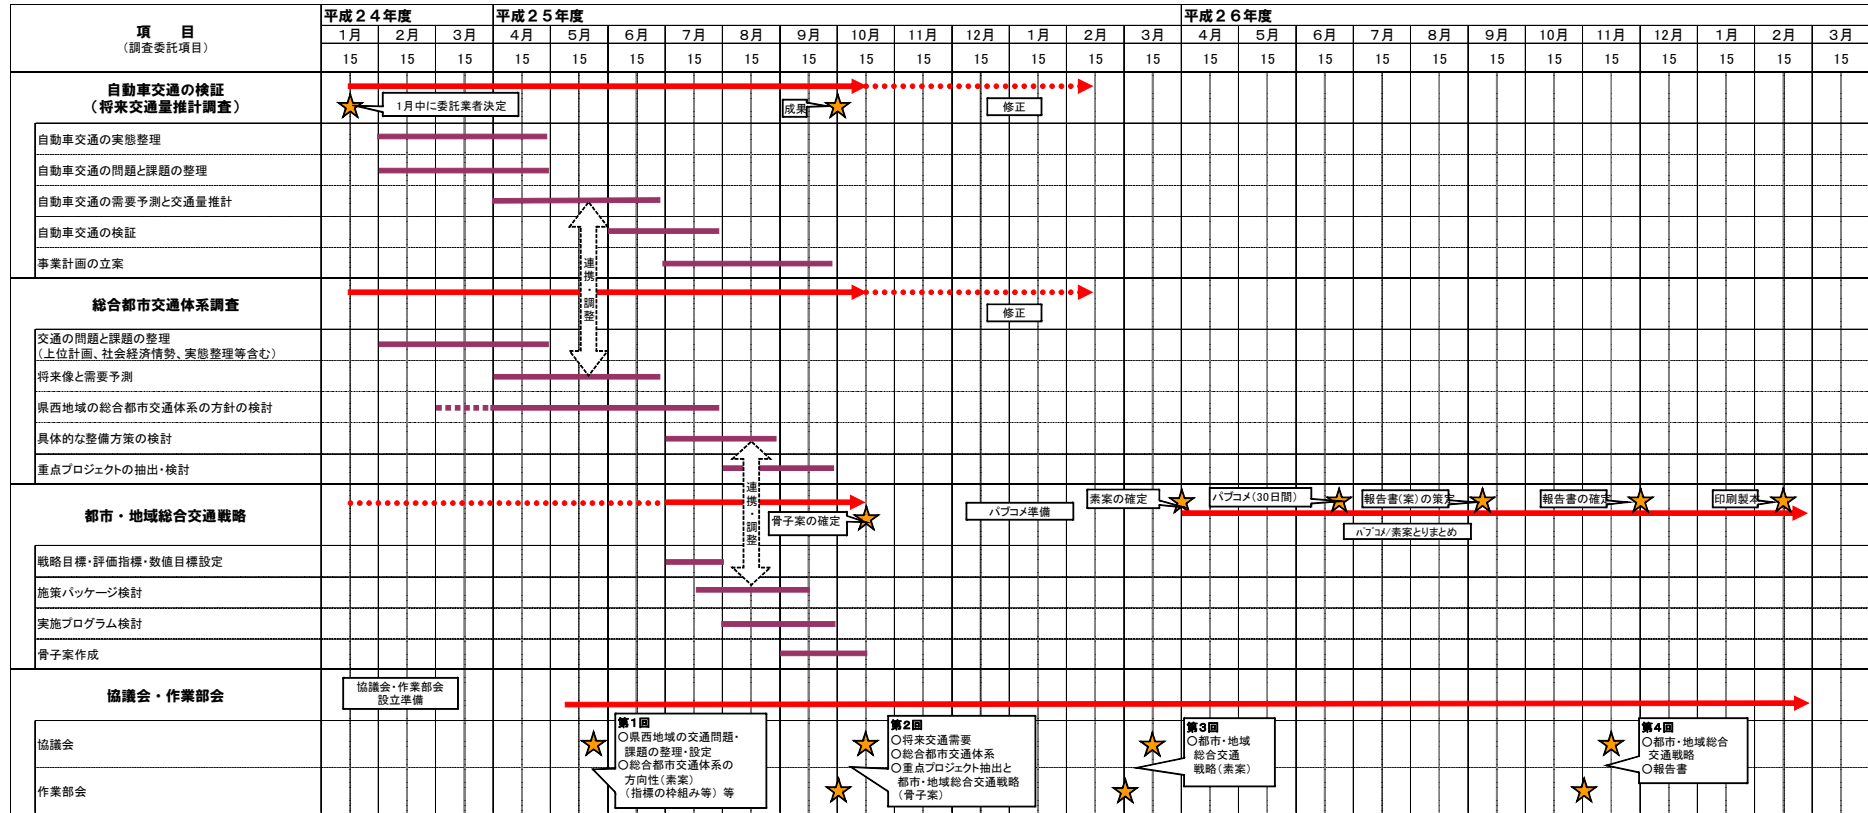 項　　目
（調査委託項目）
平成２４年度
平成２５年度
平成２６年度
1月 2月 3月 4月 5月 6月 7月 8月 9月 10月 11月 12月 1月 2月 3月 4月 5月 6月 7月 8月 9月 10月 11月 12月 1月 2月 3月
15 15 15 15 15 15 15 15 15 15 15 15 15 15 15 15 15 15 15 15 15 15 15 15 15 15 15
自動車交通の検証
（将来交通量推計調査）
1月中に委託業者決定
成果
修正
自動車交通の実態整理
自動車交通の問題と課題の整理
自動車交通の需要予測と交通量推計
自動車交通の検証
事業計画の立案
連携・調整
総合都市交通体系調査
修正
交通の問題と課題の整理
（上位計画、社会経済情勢、実態整理等含む）
将来像と需要予測
県西地域の総合都市交通体系の方針の検討
具体的な整備方策の検討
重点プロジェクトの抽出・検討
連携・調整
都市・地域総合交通戦略
骨子案の確定
パブコメ準備
素案の確定
パブコメ（30日間）
パブコメ/素案とりまとめ
報告書（案）の策定
報告書の確定
印刷製本
戦略目標・評価指標・数値目標設定
施策パッケージ検討
実施プログラム検討
骨子案作成
協議会・作業部会
協議会・作業部会
設立準備
協議会
作業部会
第1回
○県西地域の交通問題・
課題の整理・設定
○総合都市交通体系の
方向性（素案）
（指標の枠組み等）等
第2回
○将来交通需要
○総合都市交通体系
○重点プロジェクト抽出と
都市・地域総合交通戦略
（骨子案）
第3回
○都市・地域
総合交通
戦略（素案）
第4回
○都市・地域総合
交通戦略
○報告書